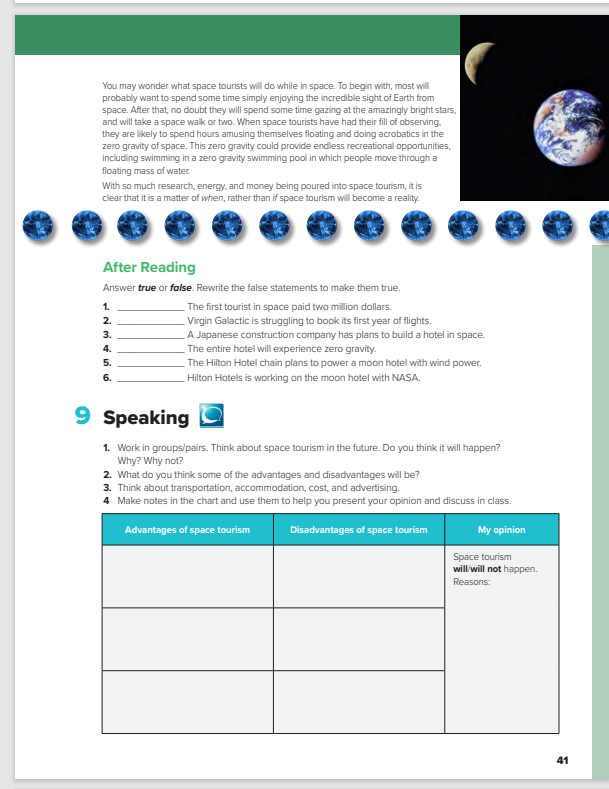 You may wonder what space tourists will do while in space. To begin with, most will
probably want to spend some time simply enjoying the incredible sight of Earth from
space. After that, no doubt they will spend some time gazing at the amazingly bright stars,
and will take a space walk or two. When space tourists have had their fill of observing,
they are likely to spend hours amusing themselves floating and doing acrobatics in the
zero gravity of space. This zero gravity could provide endless recreational opportunities,
including swimming in a zero gravity swimming pool in which people move through a
floating mass of water.
With so much research, energy, and money being poured into space tourism, it is
clear that it is a matter of when, rather than if space tourism will become a reality.
After Reading
Answer true or false. Rewrite the false statements to make them true.
1. ____________ The first tourist in space paid two million dollars.
2. ____________ Virgin Galactic is struggling to book its first year of flights.
3. ____________ A Japanese construction company has plans to build a hotel in space.
4. ____________ The entire hotel will experience zero gravity.
5. ____________ The Hilton Hotel chain plans to power a moon hotel with wind power.
6. ____________ Hilton Hotels is working on the moon hotel with NASA.
9 Speaking
1. Work in groups/pairs. Think about space tourism in the future. Do you think it will happen?
Why? Why not?
2. What do you think some of the advantages and disadvantages will be?
3. Think about transportation, accommodation, cost, and advertising.
4 Make notes in the chart and use them to help you present your opinion and discuss in class.
Advantages of space tourism Disadvantages of space tourism My opinion
Space tourism
will/will not happen.
Reasons:
41